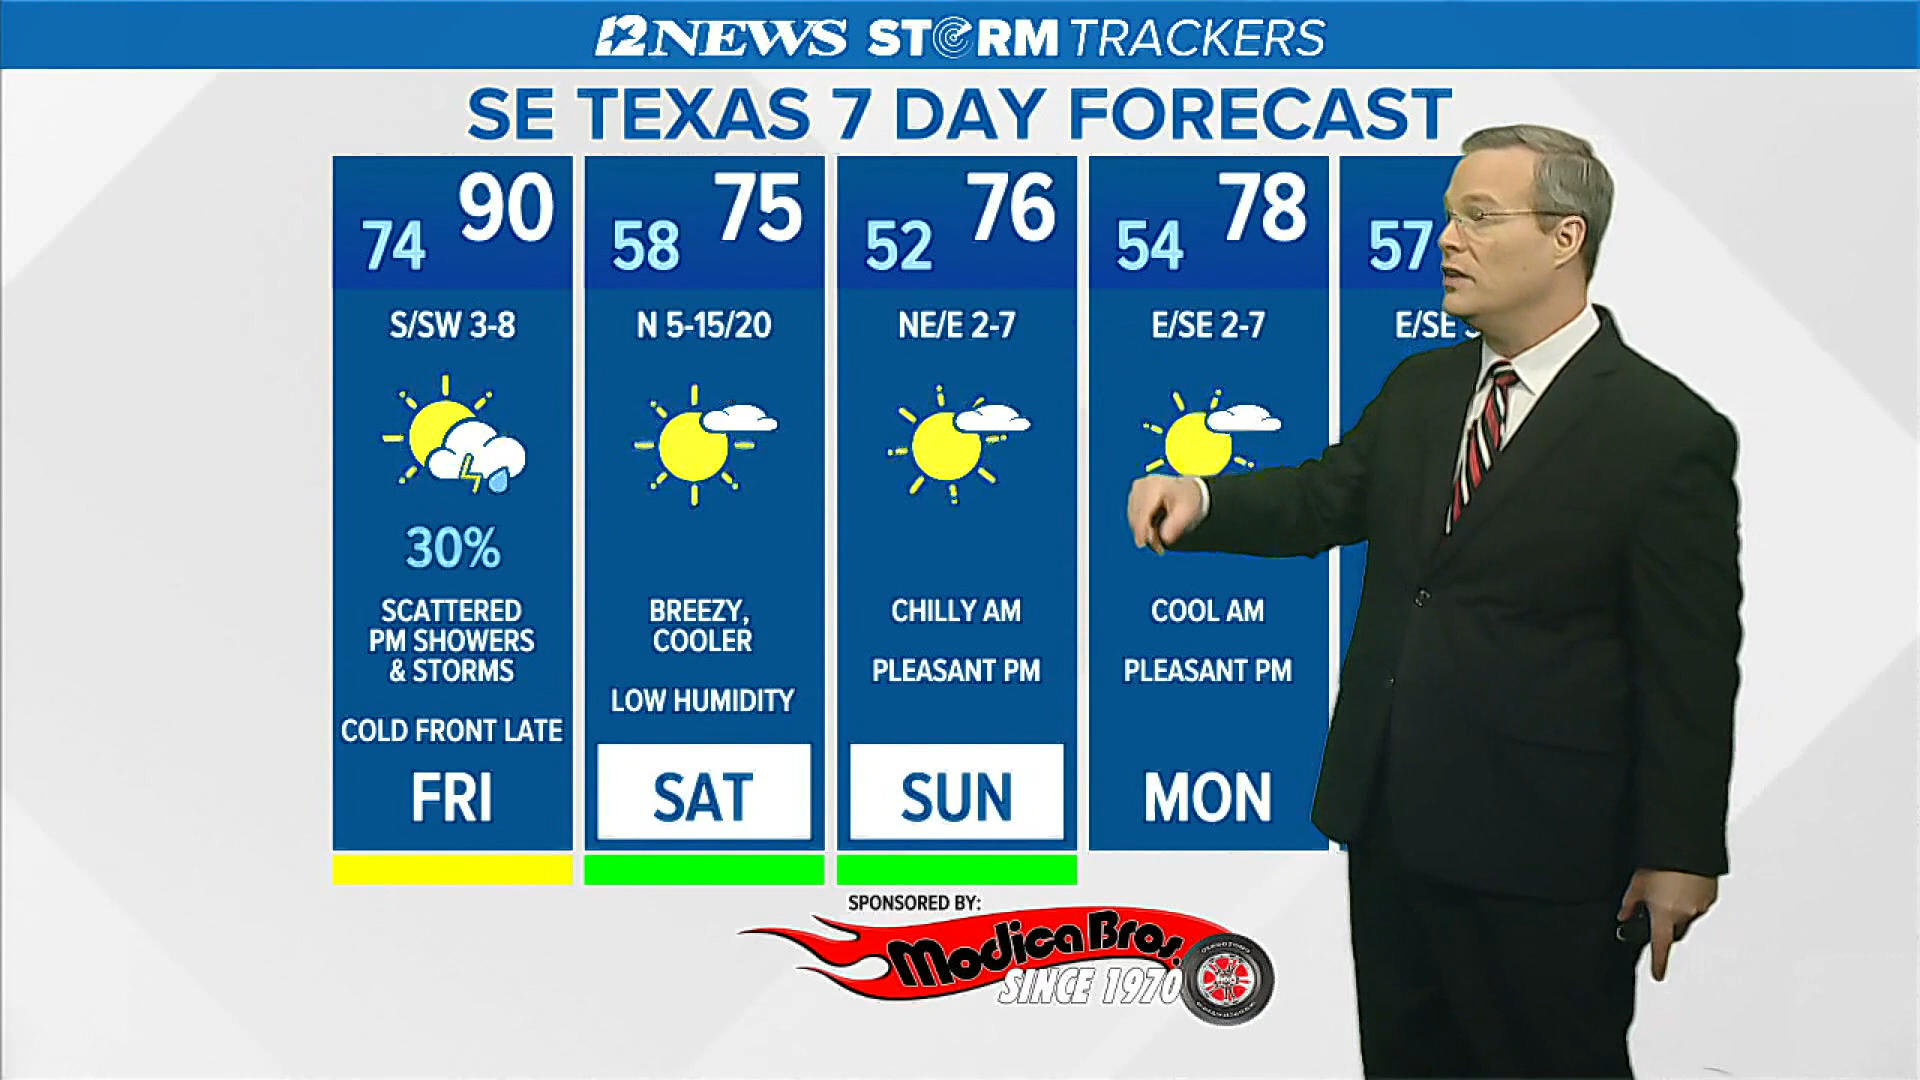 12NEWS STORM TRACKERS
SE TEXAS 7 DAY FORECAST
74 90
S/SW 3-8
30%
SCATTERED
PM SHOWERS
& STORMS
COLD FRONT LATE
FRI
58 75
N 5-15/20
BREEZY,
COOLER
LOW HUMIDITY
SAT
52 76
NE/E 2-7
CHILLY AM
PLEASANT PM
SUN
54 78
E/SE 2-7
COOL AM
PLEASANT PM
MON
57
E/SE
SPONSORED BY:
Modica Bros.
SINCE 1970